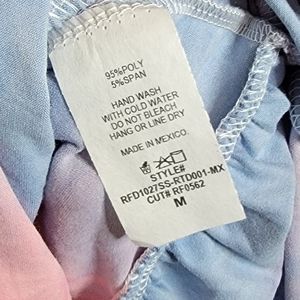 95%POLY
5%SPAN
HAND WASH
WITH COLD WATER
DO NOT BLEACH
HANG OR LINE DRY
MADE IN MEXICO.
STYLE#
RFD1027SS-RTD001-MX
CUT# RF0562
M